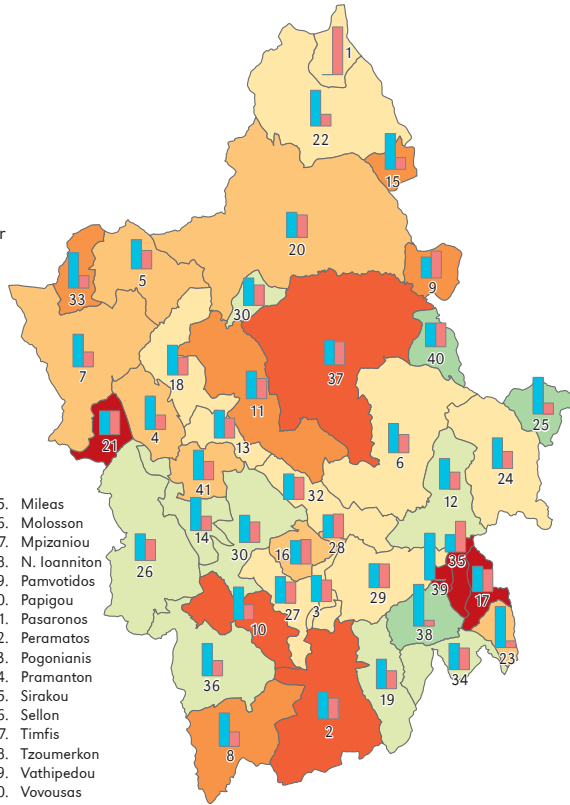 1
22
15
r
20
5
9
33
30
40
7
37
18
11
25
4
21
13
6
24
41
32
12
5. Mileas
6. Molosson
7. Mpizaniou
8. N. Ioanniton
9. Pamvotidos
0. Papigou
1. Pasaronos
2. Peramatos
3. Pogonianis
4. Pramanton
5. Sirakou
6. Sellon
7. Timfis
8. Tzoumerkon
9. Vathipedou
0. Vovousas
14
30
28
16
35
26
39
29
17
27
3
10
38
23
34
36
19
2
8